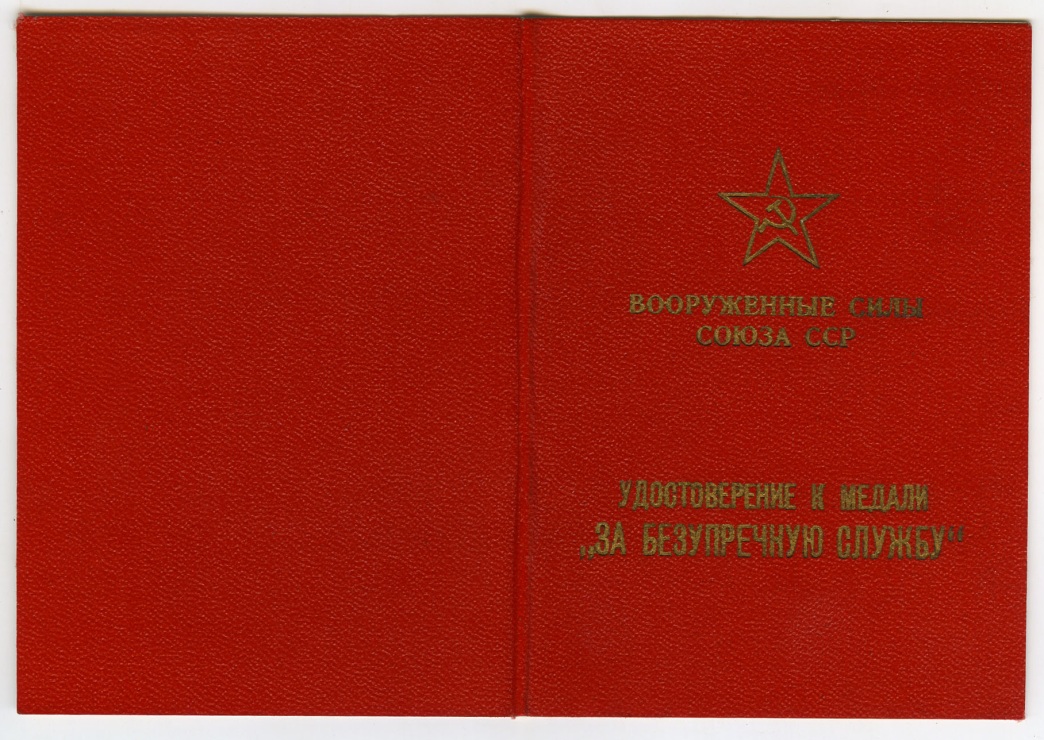 ВООРУЖЕННЫЕ СИЛЫ
СОЮЗА ССР
УДОСТОВЕРЕНИЕ К МЕДАЛИ
„ЗА БЕЗУПРЕЧНУЮ СЛУЖБУ“